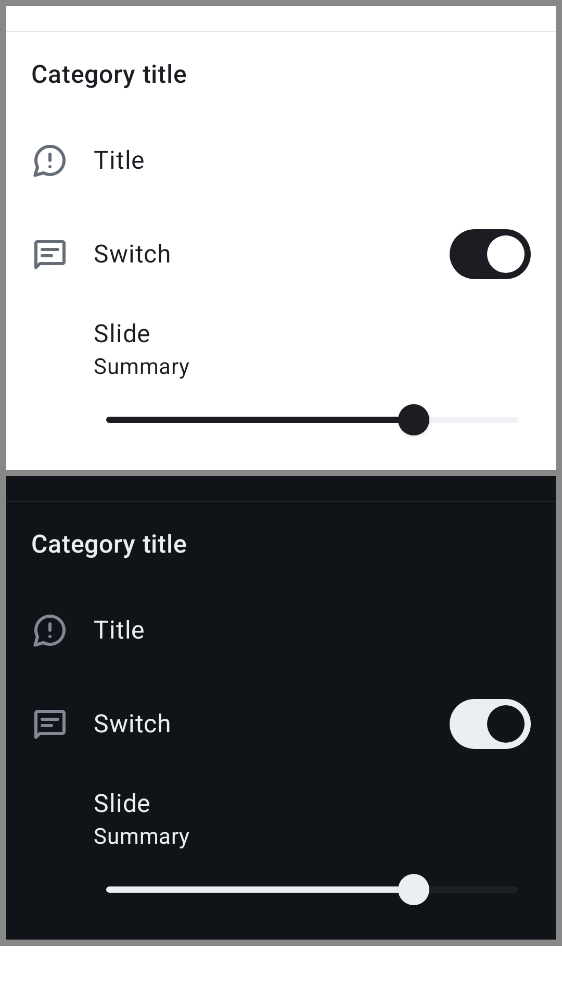 Category title
Title
Switch
Slide
Summary
Category title
Title
Switch
Slide
Summary